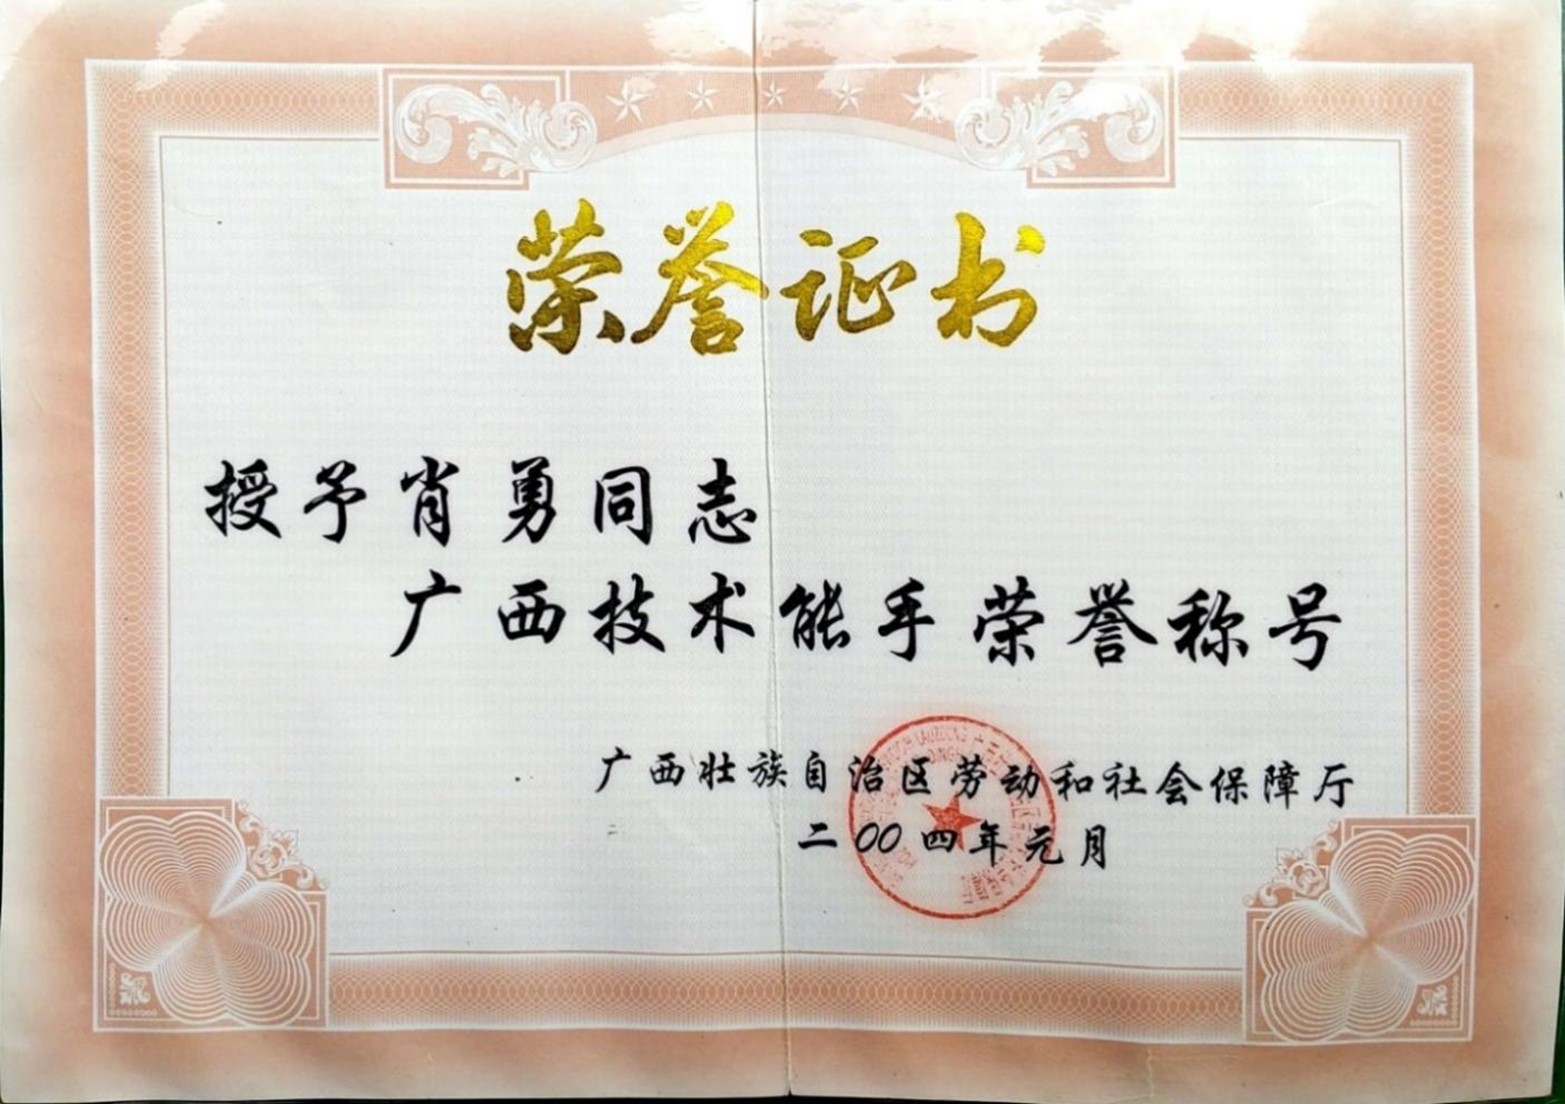 荣誉证书
授予肖勇同志
广西技术能手荣誉称号
广西壮族自治区劳动和社会保障厅
二00四年元月